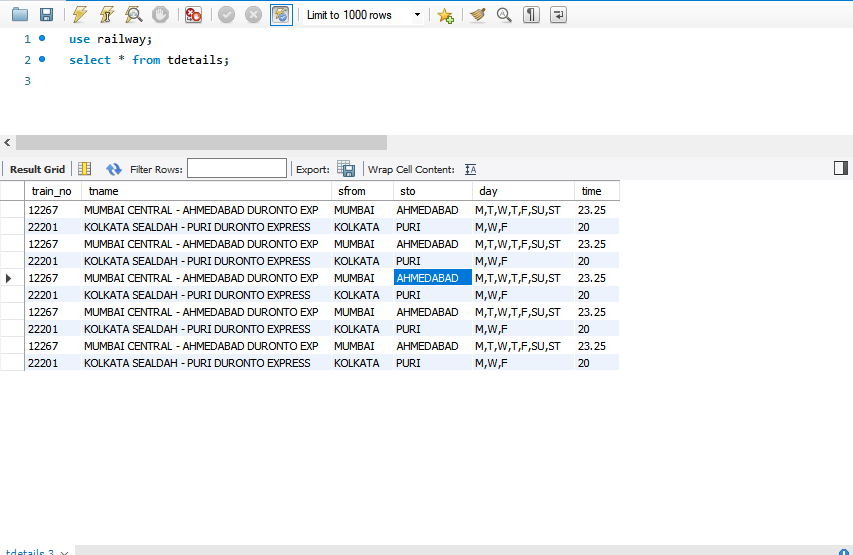 Limit to 1000 rows
1 use railway;
2 select * from tdetails;
3
Result Grid Filter Rows: Export: Wrap Cell Content:
train_no tname sfrom sto day time
12267 MUMBAI CENTRAL - AHMEDABAD DURONTO EXP MUMBAI AHMEDABAD M,T,W,T,F,SU,ST 23.25
22201 KOLKATA SEALDAH - PURI DURONTO EXPRESS KOLKATA PURI M,W,F 20
12267 MUMBAI CENTRAL - AHMEDABAD DURONTO EXP MUMBAI AHMEDABAD M,T,W,T,F,SU,ST 23.25
22201 KOLKATA SEALDAH - PURI DURONTO EXPRESS KOLKATA PURI M,W,F 20
12267 MUMBAI CENTRAL - AHMEDABAD DURONTO EXP MUMBAI AHMEDABAD M,T,W,T,F,SU,ST 23.25
22201 KOLKATA SEALDAH - PURI DURONTO EXPRESS KOLKATA PURI M,W,F 20
12267 MUMBAI CENTRAL - AHMEDABAD DURONTO EXP MUMBAI AHMEDABAD M,T,W,T,F,SU,ST 23.25
22201 KOLKATA SEALDAH - PURI DURONTO EXPRESS KOLKATA PURI M,W,F 20
12267 MUMBAI CENTRAL - AHMEDABAD DURONTO EXP MUMBAI AHMEDABAD M,T,W,T,F,SU,ST 23.25
22201 KOLKATA SEALDAH - PURI DURONTO EXPRESS KOLKATA PURI M,W,F 20
tdetails 3